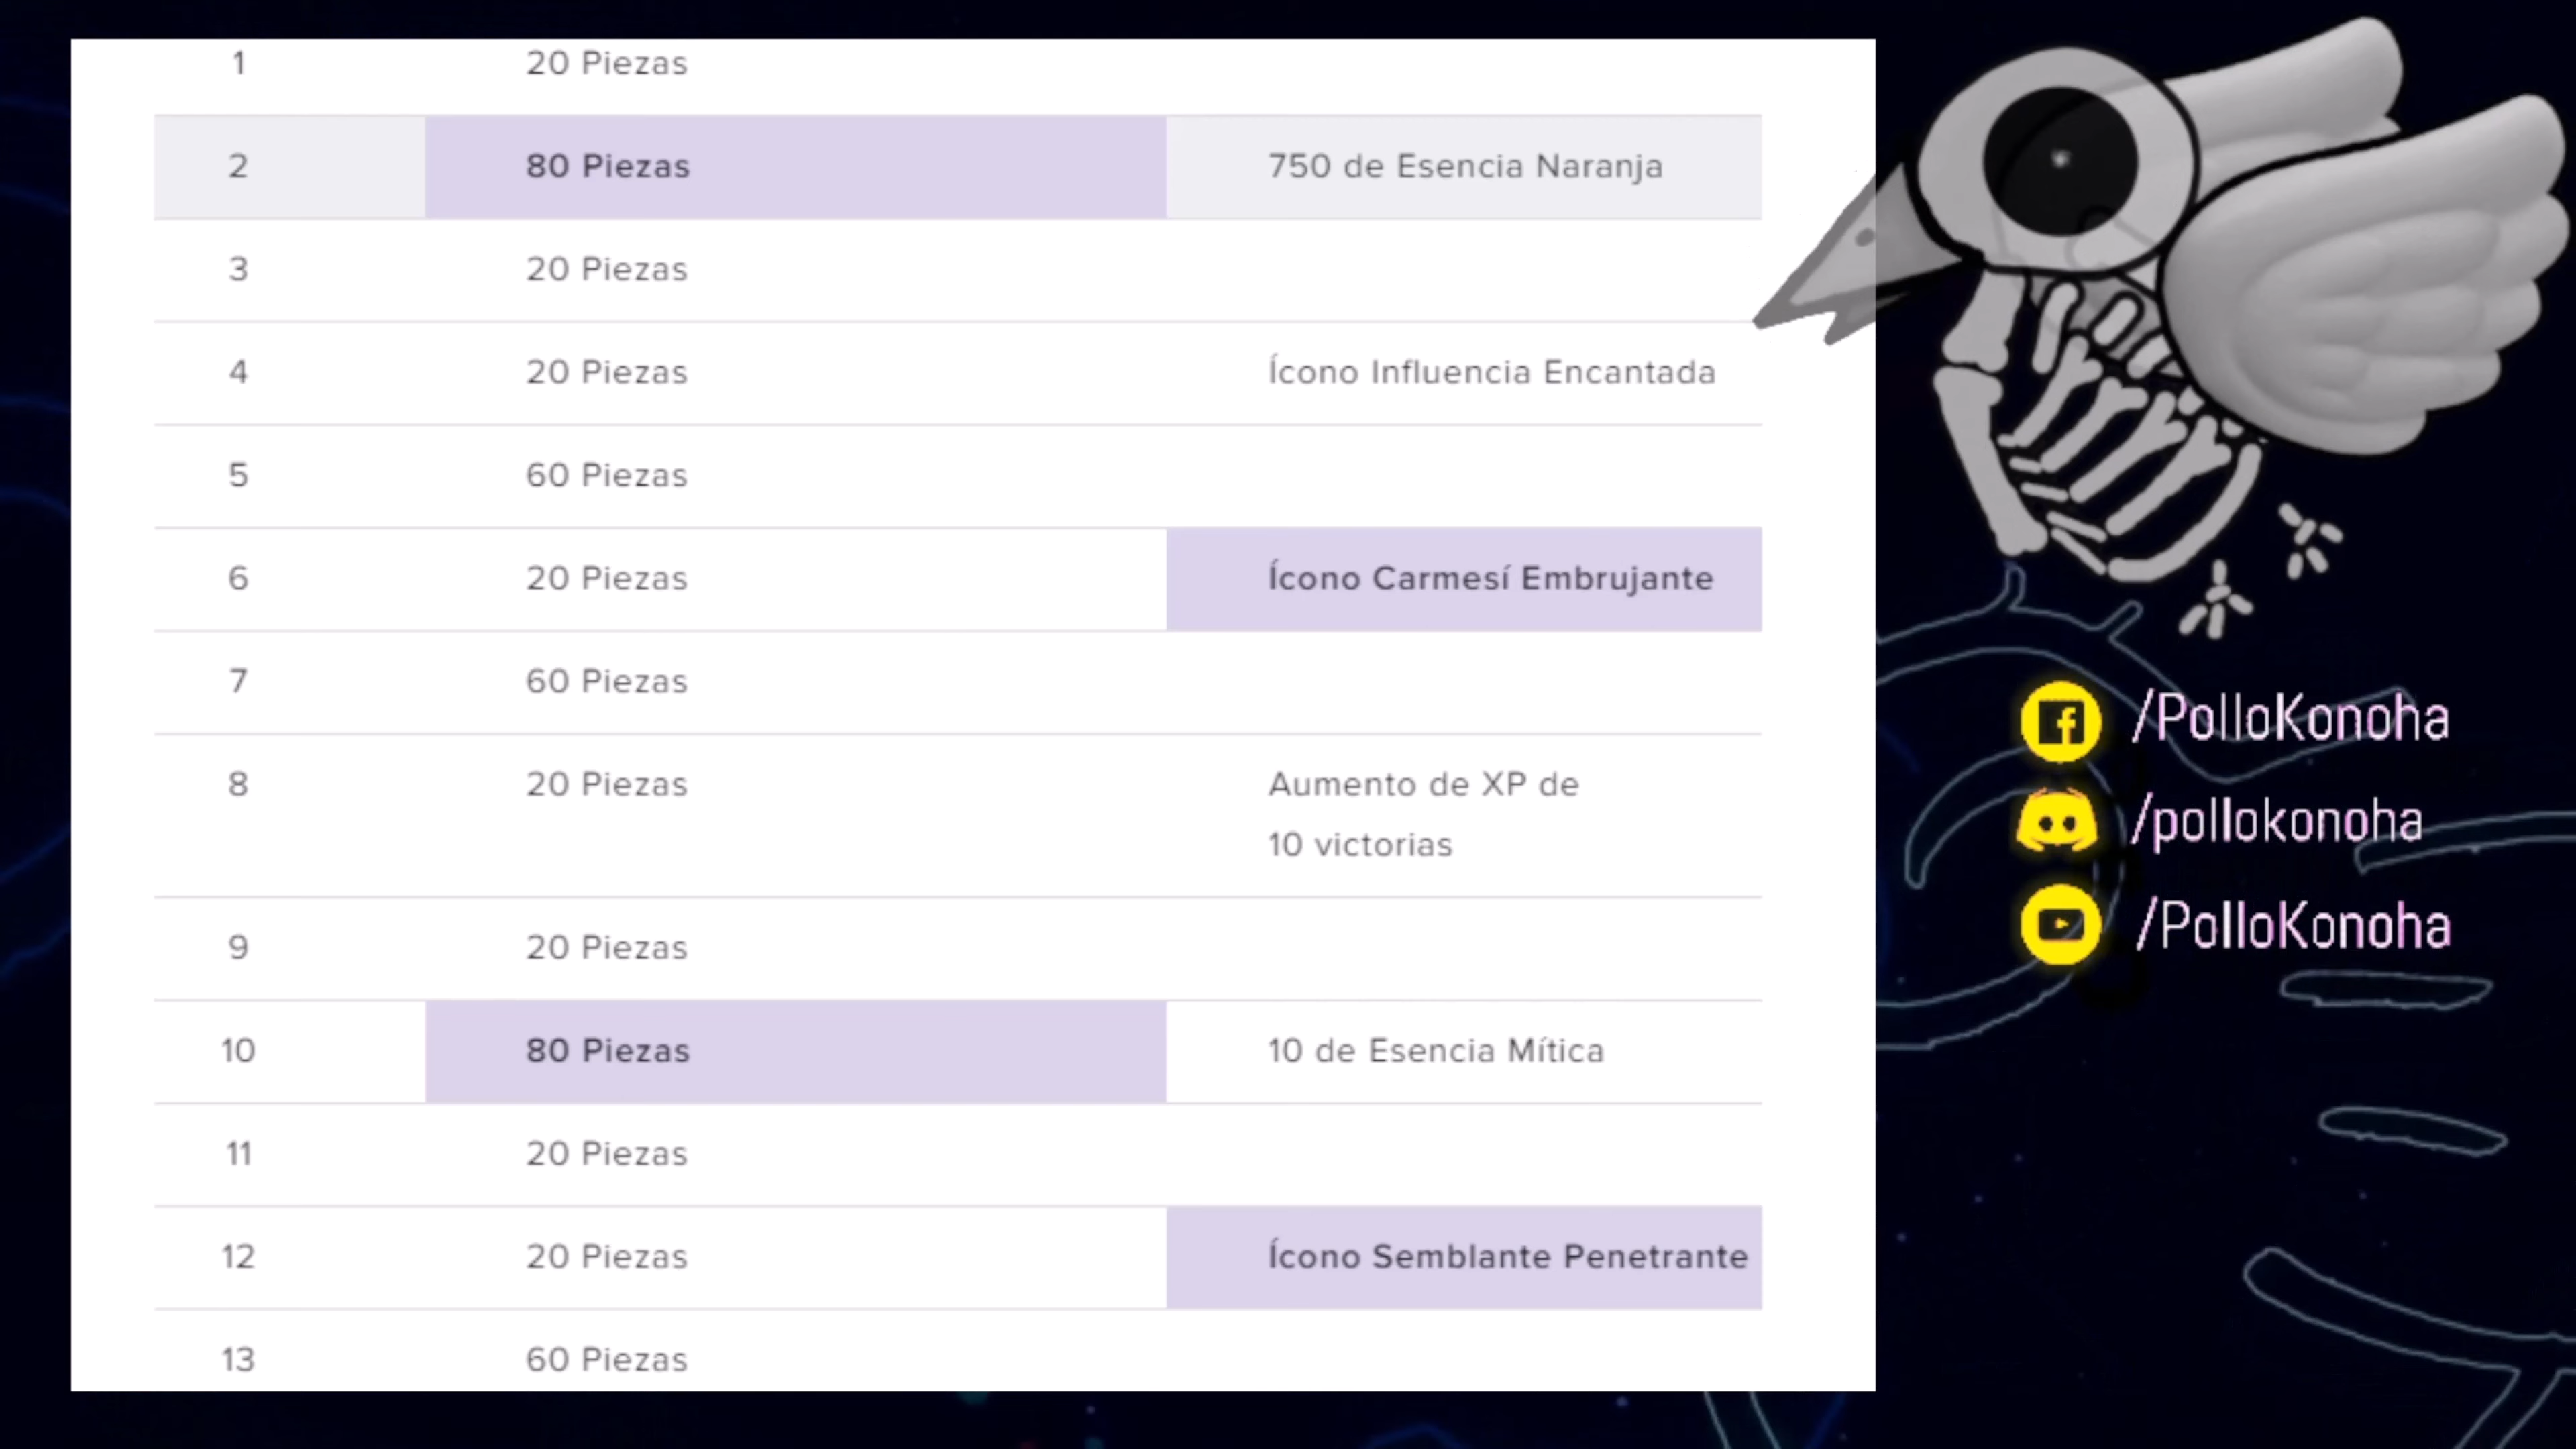 1 20 Piezas
2 80 Piezas 750 de Esencia Naranja
3 20 Piezas
4 20 Piezas Ícono Influencia Encantada
5 60 Piezas
6 20 Piezas Ícono Carmesí Embrujante
7 60 Piezas
8 20 Piezas Aumento de XP de
10 victorias
9 20 Piezas
10 80 Piezas 10 de Esencia Mítica
11 20 Piezas
12 20 Piezas Ícono Semblante Penetrante
13 60 Piezas
/PolloKonoha
/pollokonoha
/PolloKonoha